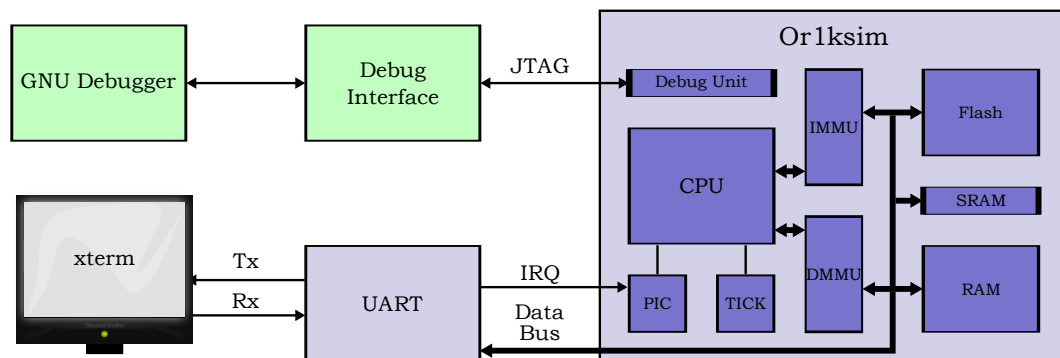 Or1ksim
GNU Debugger
Debug
Interface
JTAG
Debug Unit
IMMU
Flash
CPU
SRAM
xterm
Tx
Rx
UART
IRQ
Data
Bus
PIC
TICK
DMMU
RAM